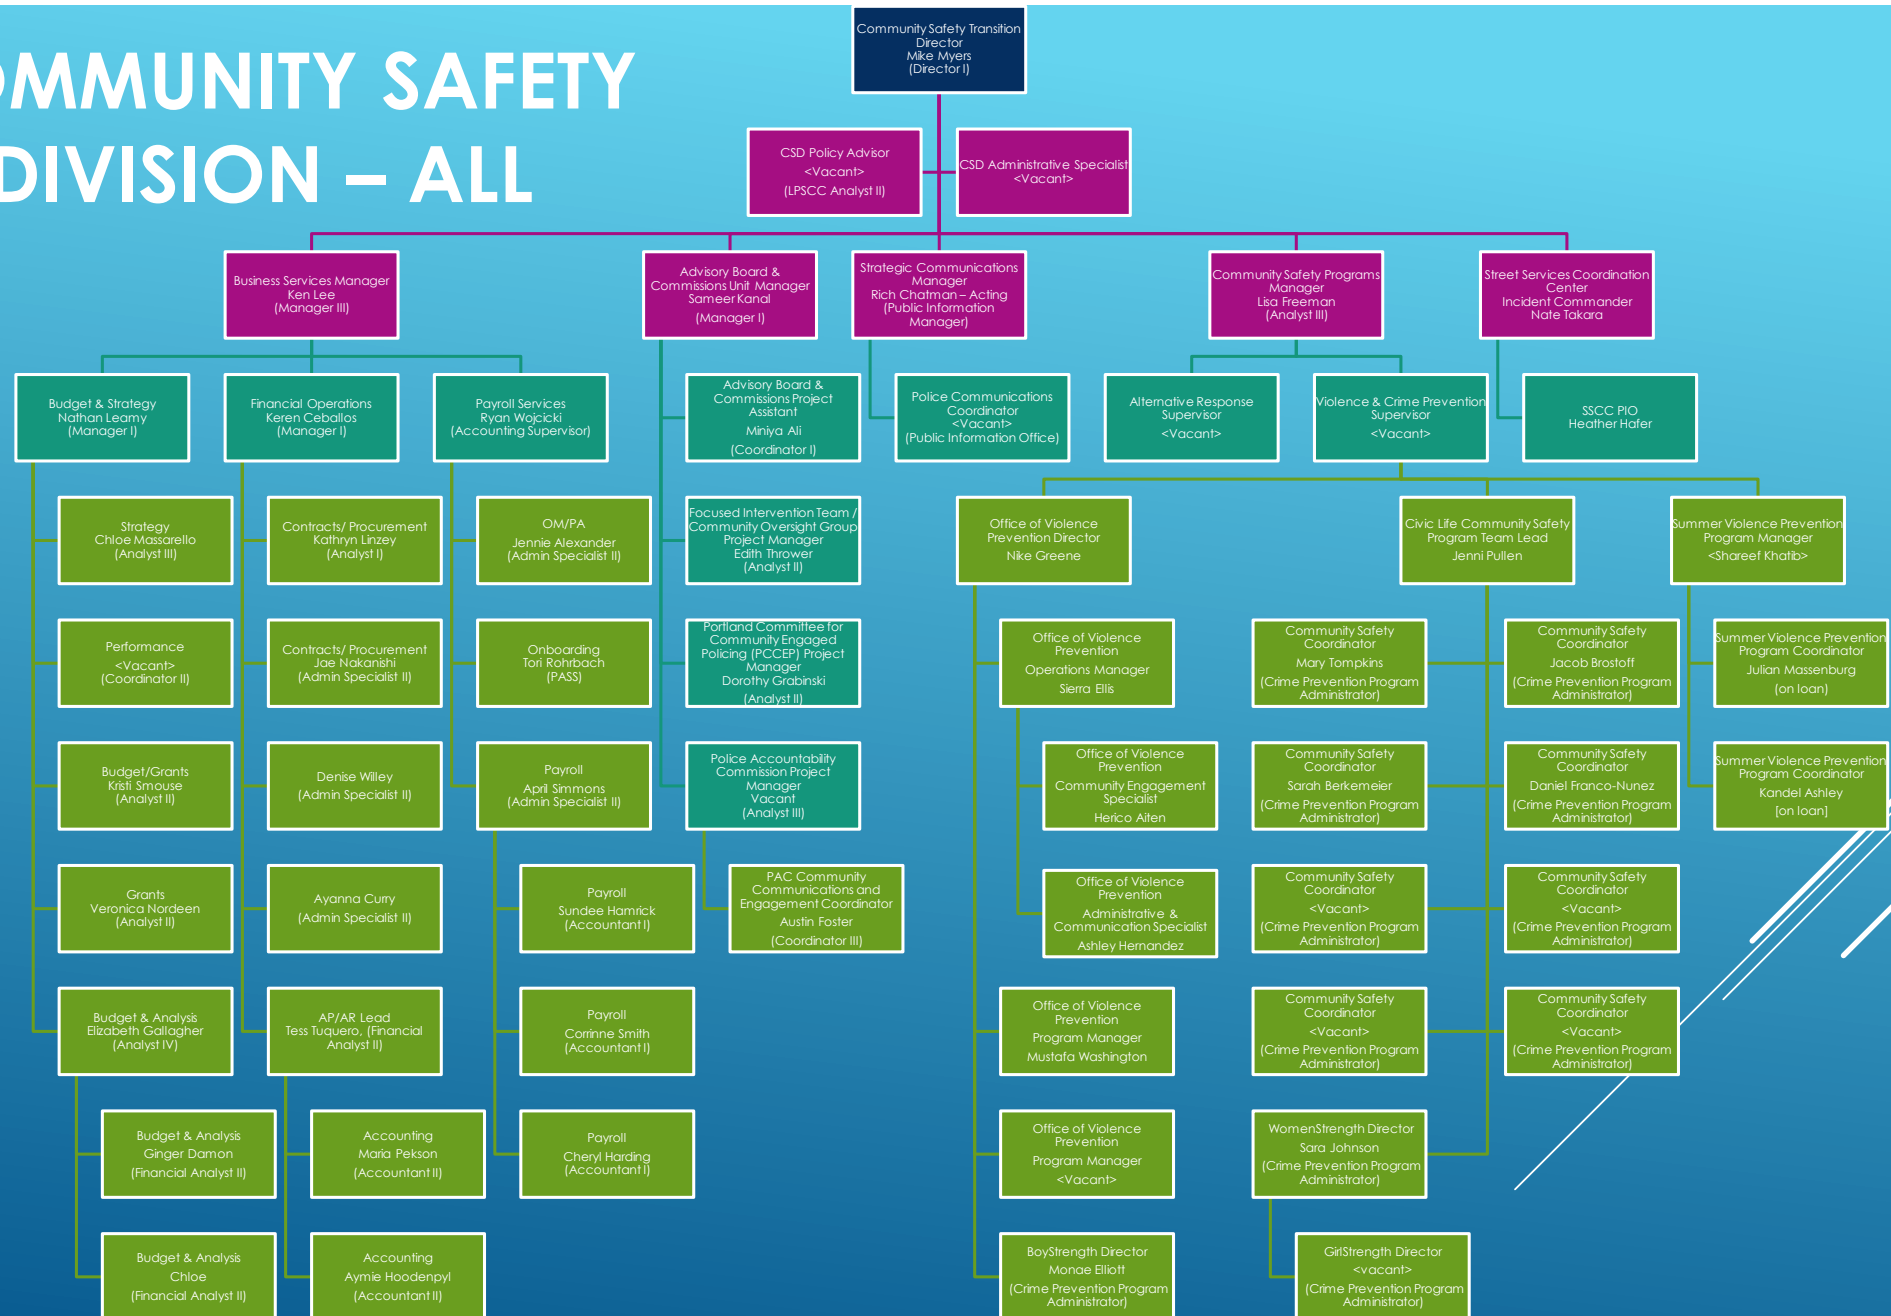 OMMUNITY SAFETY
DIVISION – ALL
Community Safety Transition
Director
Mike Myers
(Director I)
CSD Policy Advisor
<Vacant>
(LPSCC Analyst II)
CSD Administrative Specialist
<Vacant>
Business Services Manager
Ken Lee
(Manager III)
Advisory Board &
Commissions Unit Manager
Sameer Kanal
(Manager I)
Strategic Communications
Manager
Rich Chatman – Acting
(Public Information
Manager)
Community Safety Programs
Manager
Lisa Freeman
(Analyst III)
Street Services Coordination
Center
Incident Commander
Nate Takara
Budget & Strategy
Nathan Leamy
(Manager I)
Financial Operations
Keren Ceballos
(Manager I)
Payroll Services
Ryan Wojcicki
(Accounting Supervisor)
Advisory Board &
Commissions Project
Assistant
Miniya Ali
(Coordinator I)
Police Communications
Coordinator
<Vacant>
(Public Information Office)
Alternative Response
Supervisor
<Vacant>
Violence & Crime Prevention
Supervisor
<Vacant>
SSCC PIO
Heather Hafer
Strategy
Chloe Massarello
(Analyst III)
Contracts/ Procurement
Kathryn Linzey
(Analyst I)
OM/PA
Jennie Alexander
(Admin Specialist II)
Focused Intervention Team /
Community Oversight Group
Project Manager
Edith Thrower
(Analyst II)
Office of Violence
Prevention Director
Nike Greene
Civic Life Community Safety
Program Team Lead
Jenni Pullen
Summer Violence Prevention
Program Manager
<Shareef Khatib>
Performance
<Vacant>
(Coordinator II)
Contracts/ Procurement
Jae Nakanishi
(Admin Specialist II)
Onboarding
Tori Rohrbach
(PASS)
Portland Committee for
Community Engaged
Policing (PCCEP) Project
Manager
Dorothy Grabinski
(Analyst II)
Office of Violence
Prevention
Operations Manager
Sierra Ellis
Community Safety
Coordinator
Mary Tompkins
(Crime Prevention Program
Administrator)
Community Safety
Coordinator
Jacob Brostoff
(Crime Prevention Program
Administrator)
Summer Violence Prevention
Program Coordinator
Julian Massenburg
(on loan)
Budget/Grants
Kristi Smouse
(Analyst II)
Denise Willey
(Admin Specialist II)
Payroll
April Simmons
(Admin Specialist II)
Police Accountability
Commission Project
Manager
Vacant
(Analyst III)
Office of Violence
Prevention
Community Engagement
Specialist
Herico Aiten
Community Safety
Coordinator
Sarah Berkemeier
(Crime Prevention Program
Administrator)
Community Safety
Coordinator
Daniel Franco-Nunez
(Crime Prevention Program
Administrator)
Summer Violence Prevention
Program Coordinator
Kandel Ashley
[on loan]
Grants
Veronica Nordeen
(Analyst II)
Ayanna Curry
(Admin Specialist II)
Payroll
Sundee Hamrick
(Accountant I)
PAC Community
Communications and
Engagement Coordinator
Austin Foster
(Coordinator III)
Office of Violence
Prevention
Administrative &
Communication Specialist
Ashley Hernandez
Community Safety
Coordinator
<Vacant>
(Crime Prevention Program
Administrator)
Community Safety
Coordinator
<Vacant>
(Crime Prevention Program
Administrator)
Budget & Analysis
Elizabeth Gallagher
(Analyst IV)
AP/AR Lead
Tess Tuquero, (Financial
Analyst II)
Payroll
Corrinne Smith
(Accountant I)
Office of Violence
Prevention
Program Manager
Mustafa Washington
Community Safety
Coordinator
<Vacant>
(Crime Prevention Program
Administrator)
Community Safety
Coordinator
<Vacant>
(Crime Prevention Program
Administrator)
Budget & Analysis
Ginger Damon
(Financial Analyst II)
Accounting
Maria Pekson
(Accountant II)
Payroll
Cheryl Harding
(Accountant I)
Office of Violence
Prevention
Program Manager
<Vacant>
WomenStrength Director
Sara Johnson
(Crime Prevention Program
Administrator)
Budget & Analysis
Chloe
(Financial Analyst II)
Accounting
Aymie Hoodenpyl
(Accountant II)
BoyStrength Director
Monae Elliott
(Crime Prevention Program
Administrator)
GirlStrength Director
<vacant>
(Crime Prevention Program
Administrator)